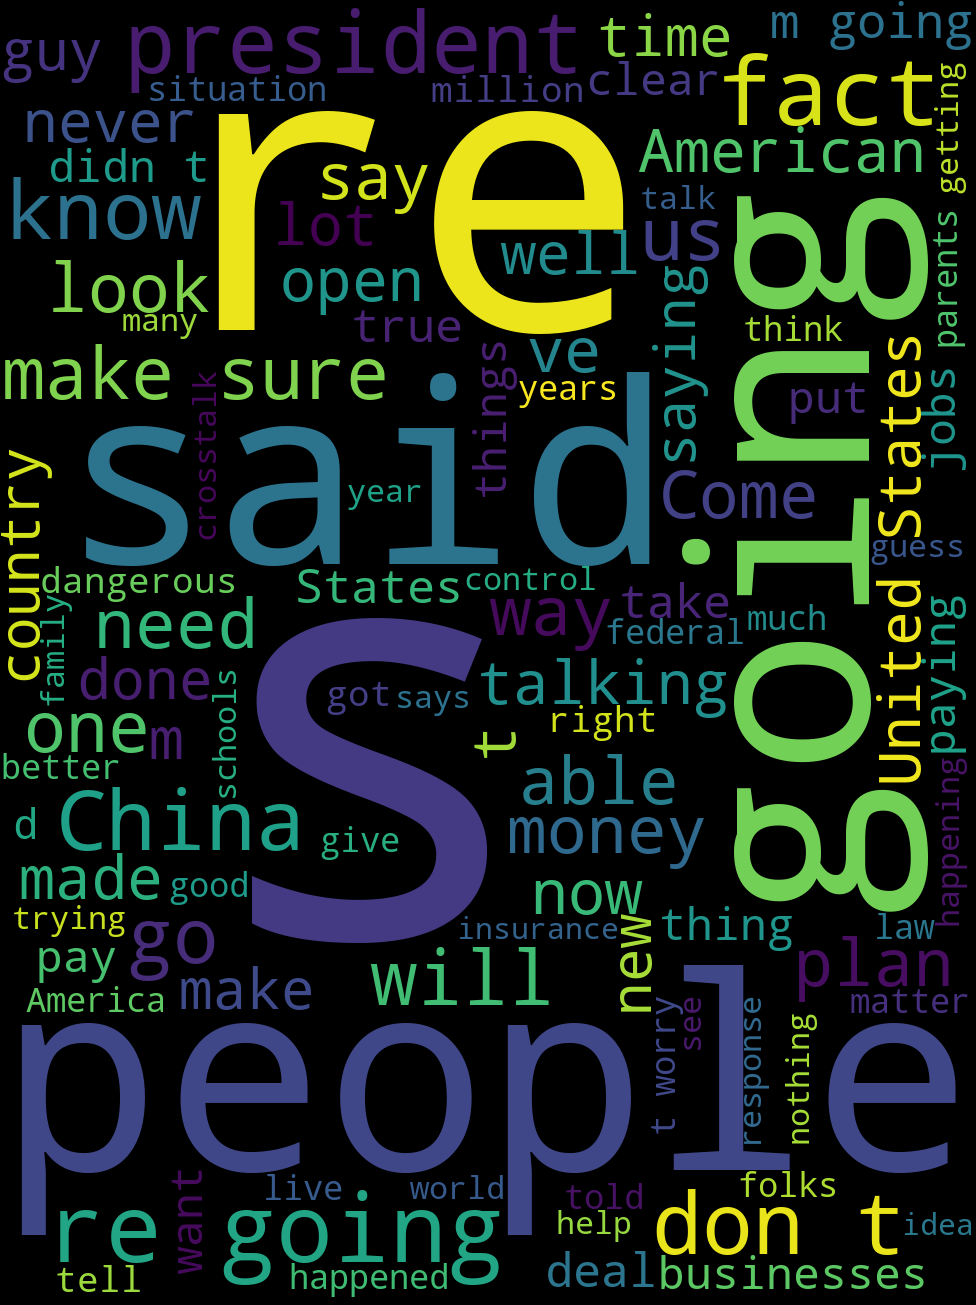 guy
president
time
m going
situation
million
clear
fact
never
re
say
American
getting
didn t
know
lot
talk
us
well
look
open
many
true
saying
going
parents
think
make sure
ve
things
years
put
States
jobs
crosstalk
said
year
Come
country
guess
dangerous
States
control
way
take
much
family
need
s
federal
United
paying
done
schools
got
says
talking
one
m
t
right
better
able
happening
d
China
give
money
made
good
now
trying
insurance
new
thing
law
go
pay
will
plan
America
make
matter
people
t worry
see
response
nothing
want
live
world
told
folks
re going
help
don t
idea
tell
happened
deal
businesses